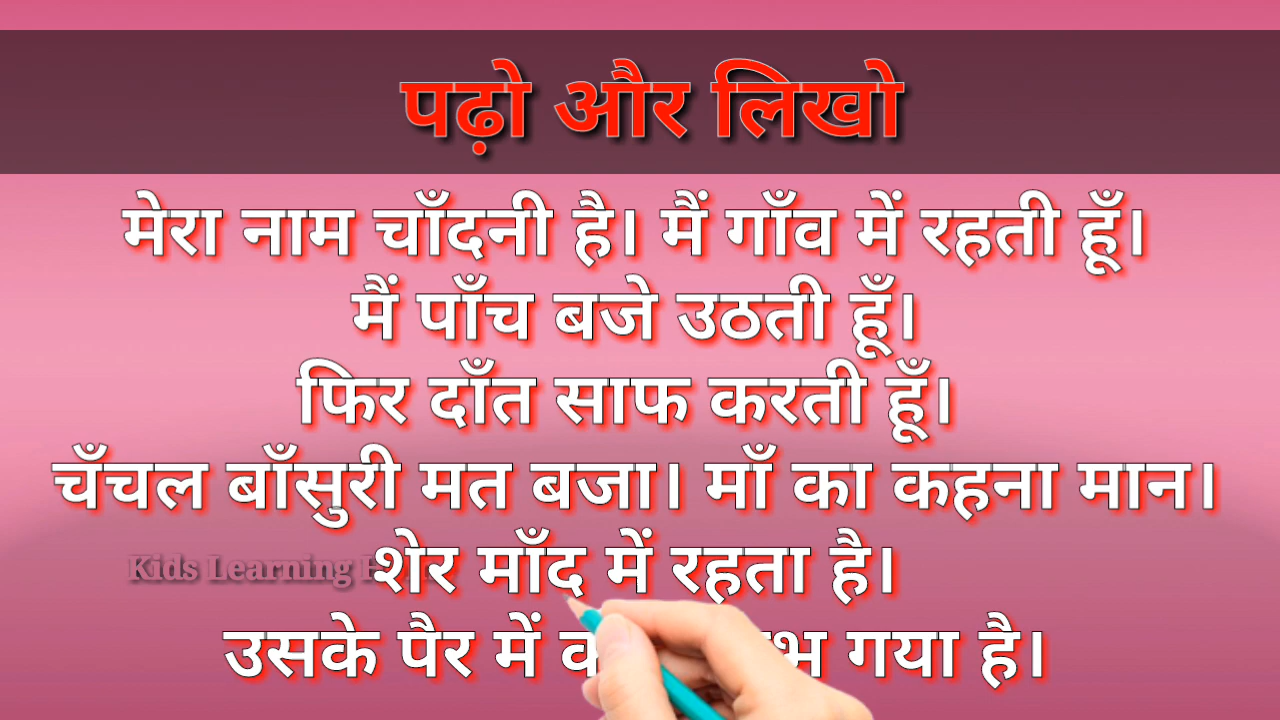 पढ़ो और लिखो
मेरा नाम चाँदनी है। मैं गाँव में रहती हूँ।
मैं पाँच बजे उठती हूँ।
फिर दाँत साफ करती हूँ।
चँचल बाँसुरी मत बजा। माँ का कहना मान।
Kids Learning
शेर माँद में रहता है।
उसके पैर में गया है।